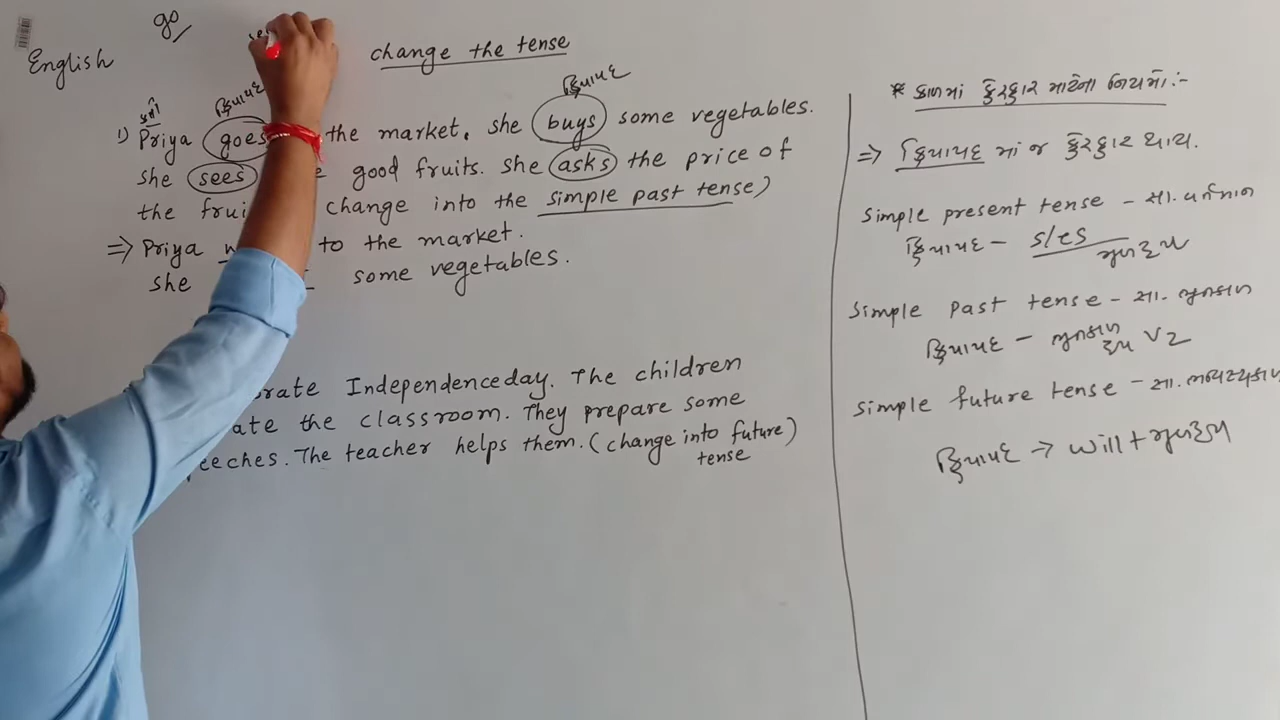 go
English
change the tense
કર્તા ક્રિયાપદ ક્રિયાપદ
1) Priya goes the market. she buys some vegetables.
she sees good fruits. she asks the price of
the change into the simple past tense)
⇒ Priya to the market.
she some vegetables.
Independenceday. The children
the classroom. They prepare some
The teacher helps them. (change into future)
tense
* કાળમાં ફેરફાર માટેના નિયમો :-
⇒ ક્રિયાપદ માં જ ફેરફાર થાય.
Simple present tense - સા. વર્તમાન
ક્રિયાપદ - s/es
મૂળરૂપ
Simple Past tense - સા. ભૂતકાળ
ક્રિયાપદ - ભૂતકાળ
રૂપ V2
Simple future tense - સા. ભવિષ્યકાળ
ક્રિયાપદ → will + મૂળરૂપ